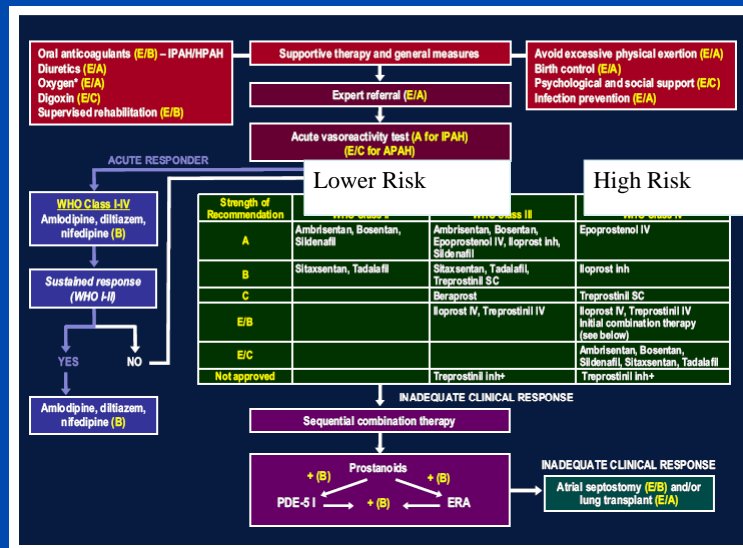 Oral anticoagulants (E/B) – IPAH/HPAH
Diuretics (E/A)
Oxygen* (E/A)
Digoxin (E/C)
Supervised rehabilitation (E/B)
Supportive therapy and general measures
Avoid excessive physical exertion (E/A)
Birth control (E/A)
Psychological and social support (E/C)
Infection prevention (E/A)
Expert referral (E/A)
Acute vasoreactivity test (A for IPAH)
(E/C for APAH)
ACUTE RESPONDER
Lower Risk
High Risk
WHO Class I-IV
Amlodipine, diltiazem,
nifedipine (B)
Sustained response
(WHO I-II)
YES
NO
Amlodipine, diltiazem,
nifedipine (B)
Strength of
Recommendation
WHO Class III
A
Ambrisentan, Bosentan,
Sildenafil
Ambrisentan, Bosentan,
Epoprostenol IV, Iloprost inh,
Sildenafil
Epoprostenol IV
B
Sitaxsentan, Tadalafil
Sitaxsentan, Tadalafil,
Treprostinil SC
Iloprost inh
C
Beraprost
Treprostinil SC
E/B
Iloprost IV, Treprostinil IV
Iloprost IV, Treprostinil IV
Initial combination therapy
(see below)
E/C
Ambrisentan, Bosentan,
Sildenafil, Sitaxsentan, Tadalafil
Not approved
Treprostinil inh+
Treprostinil inh+
INADEQUATE CLINICAL RESPONSE
Sequential combination therapy
Prostanoids
+ (B)
+ (B)
PDE-5 I
+ (B)
ERA
INADEQUATE CLINICAL RESPONSE
Atrial septostomy (E/B) and/or
lung transplant (E/A)